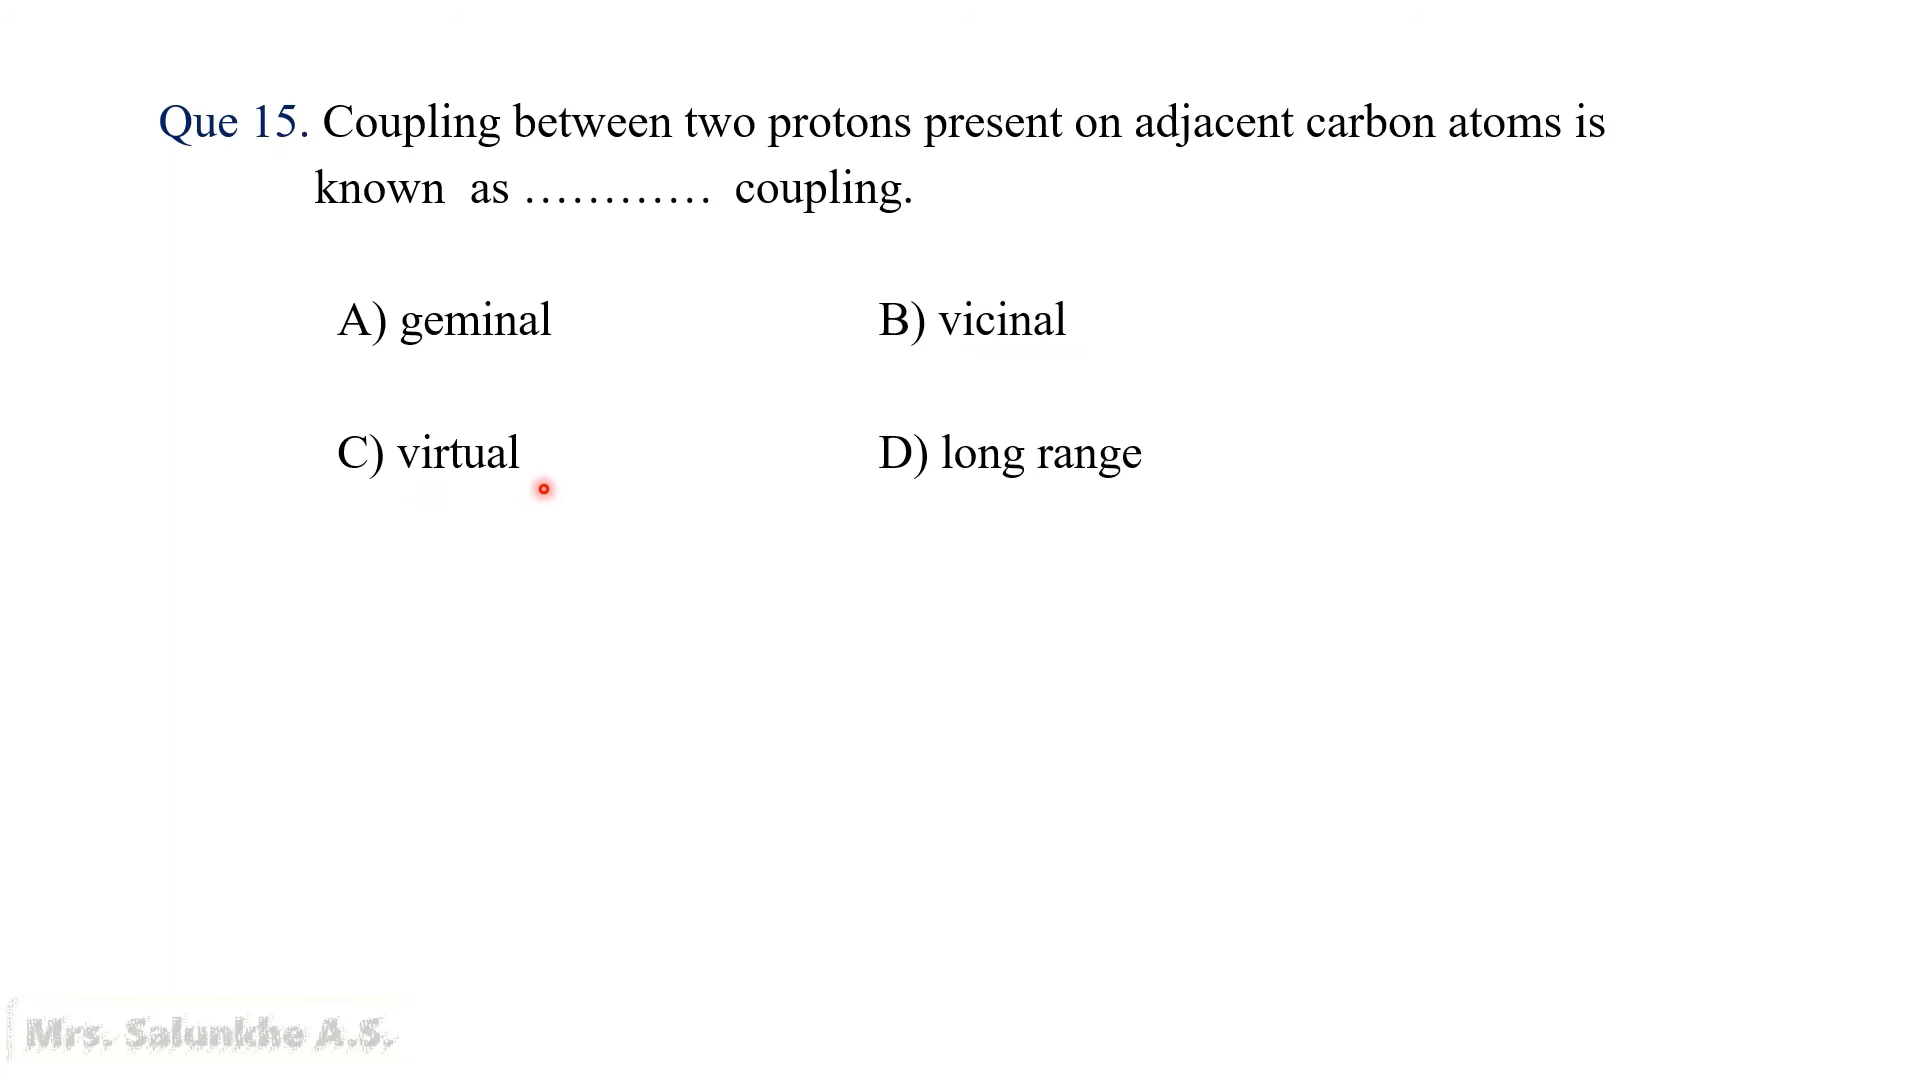 Que 15. Coupling between two protons present on adjacent carbon atoms is
known as ………… coupling.
A) geminal B) vicinal
C) virtual D) long range
Mrs. Salunkhe A.S.